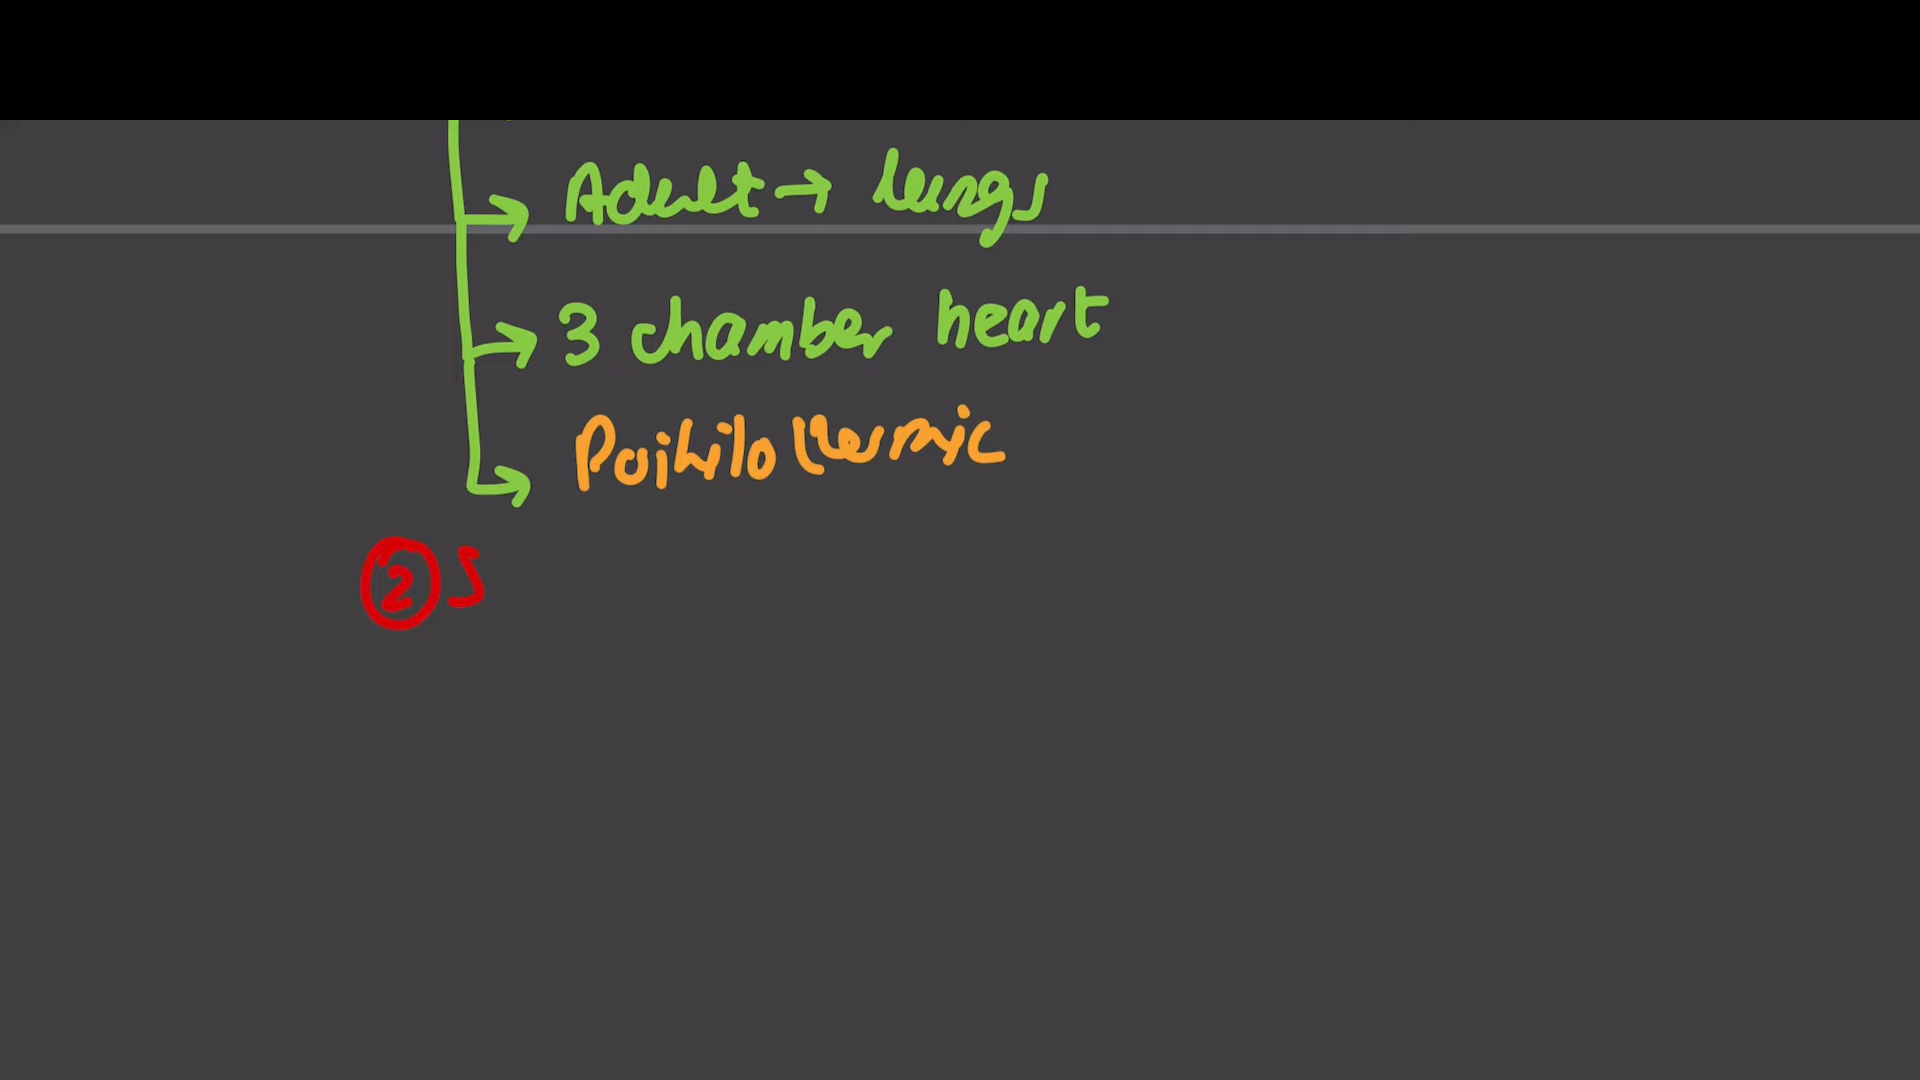 Adult → lungs
3 chamber heart
Poikilothermic
② S